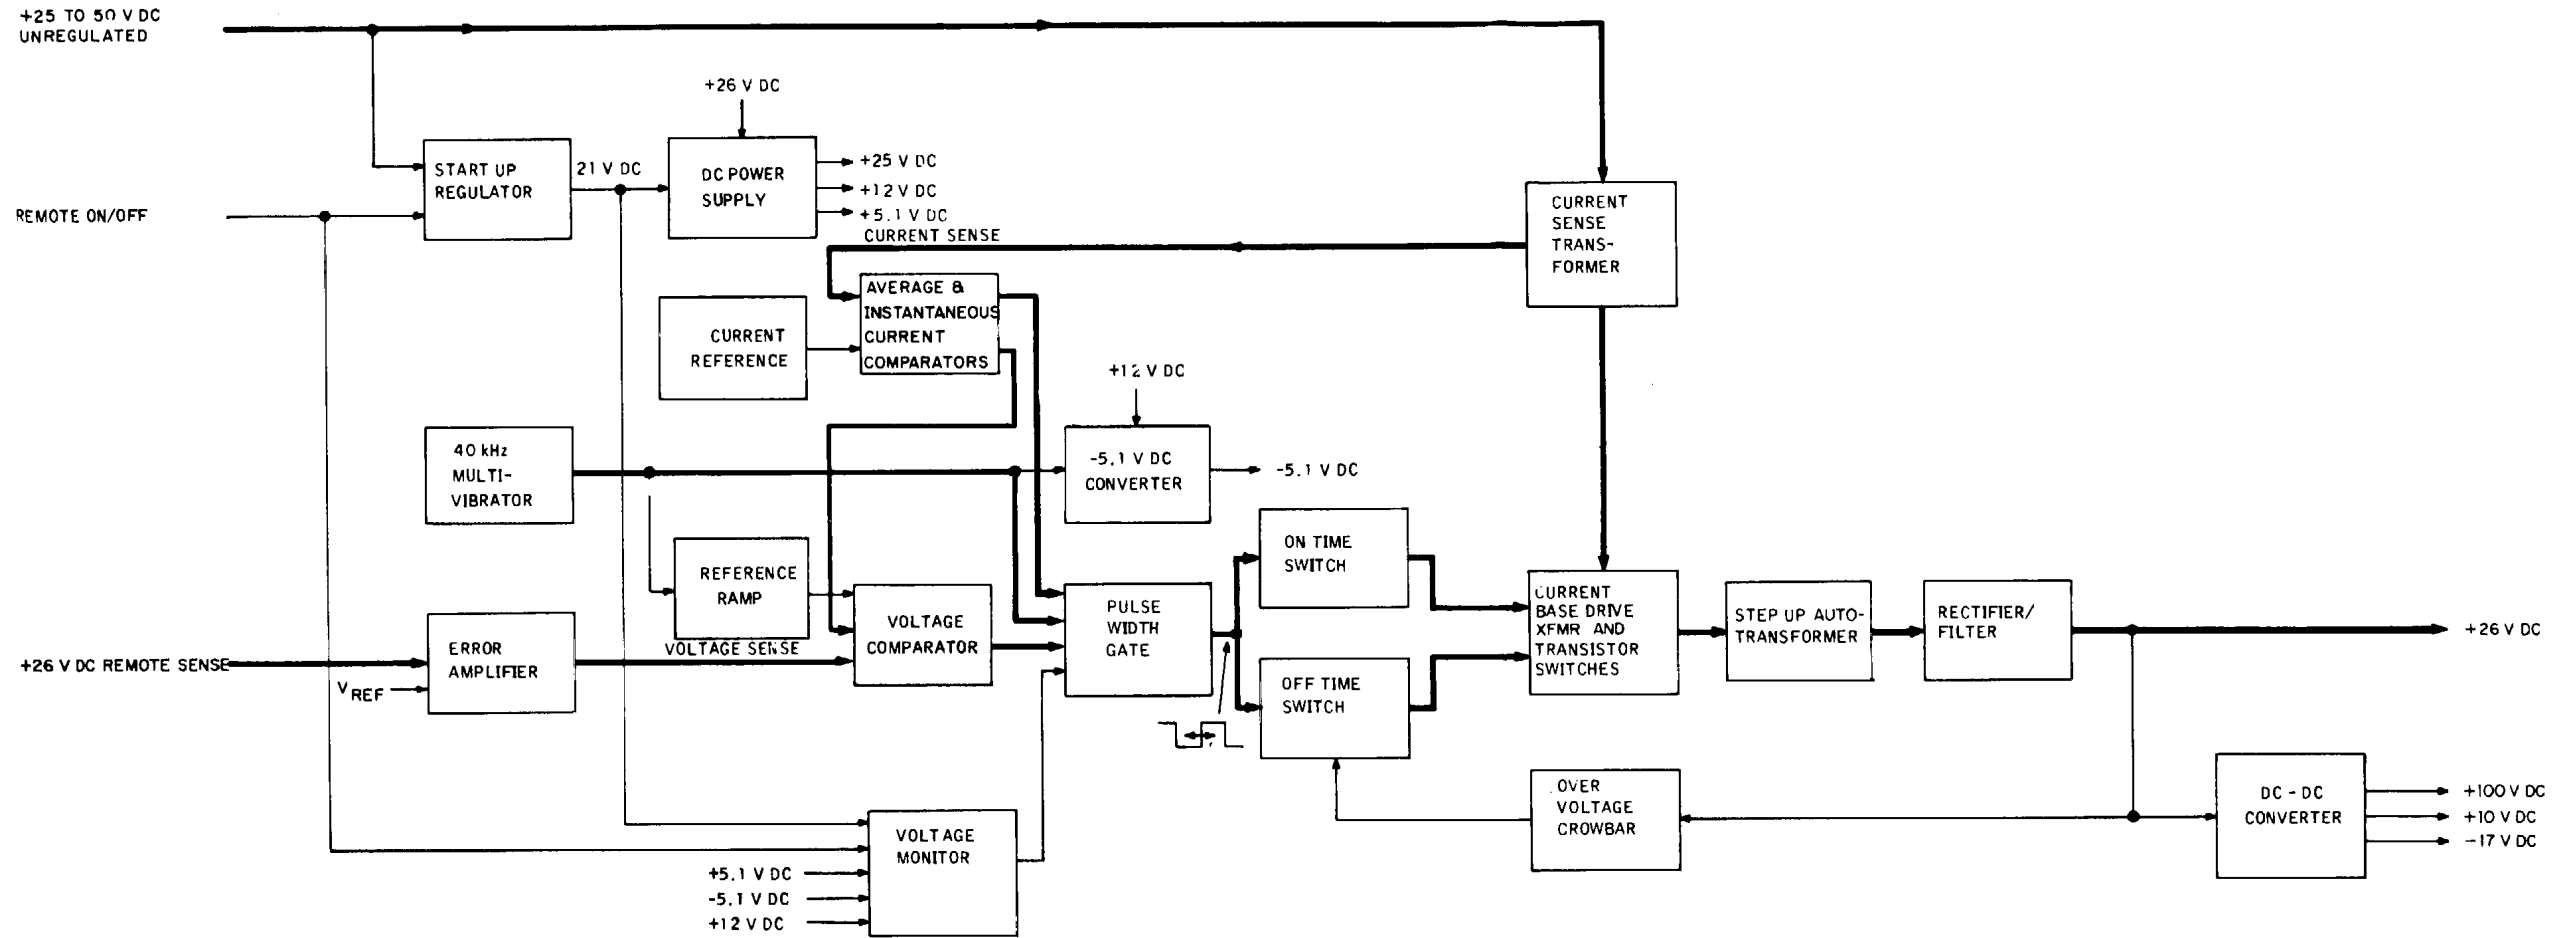 +25 TO 50 V DC
UNREGULATED
+26 V DC
START UP
REGULATOR
21 V DC
DC POWER
SUPPLY
+25 V DC
+12 V DC
+5.1 V DC
REMOTE ON/OFF
CURRENT SENSE
CURRENT
SENSE
TRANS-
FORMER
AVERAGE &
INSTANTANEOUS
CURRENT
COMPARATORS
CURRENT
REFERENCE
+12 V DC
40 kHz
MULTI-
VIBRATOR
-5.1 V DC
CONVERTER
-5.1 V DC
ON TIME
SWITCH
REFERENCE
RAMP
VOLTAGE SENSE
VOLTAGE
COMPARATOR
PULSE
WIDTH
GATE
CURRENT
BASE DRIVE
XFMR AND
TRANSISTOR
SWITCHES
STEP UP AUTO-
TRANSFORMER
RECTIFIER/
FILTER
+26 V DC
+26 V DC REMOTE SENSE
VREF
ERROR
AMPLIFIER
OFF TIME
SWITCH
OVER
VOLTAGE
CROWBAR
DC - DC
CONVERTER
+100 V DC
+10 V DC
-17 V DC
VOLTAGE
MONITOR
+5.1 V DC
-5.1 V DC
+12 V DC